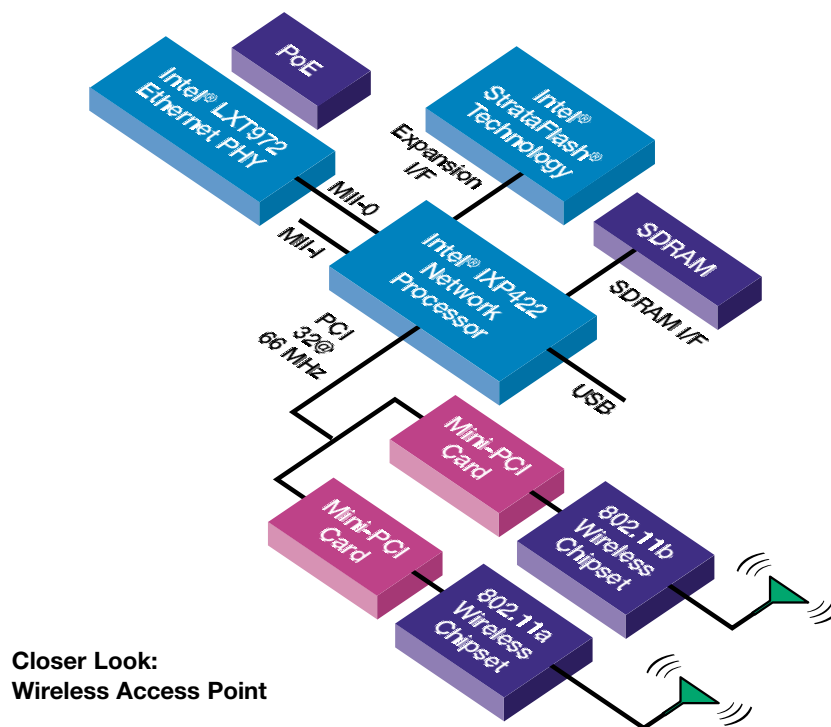 PoE
Intel® LXT972
Ethernet PHY
Intel®
StrataFlash®
Technology
Expansion
I/F
MII-0
MII-I
Intel® IXP422
Network
Processor
SDRAM
SDRAM I/F
PCI
32@
66 MHz
USB
Mini-PCI
Card
Mini-PCI
Card
802.11b
Wireless
Chipset
802.11a
Wireless
Chipset
Closer Look:
Wireless Access Point